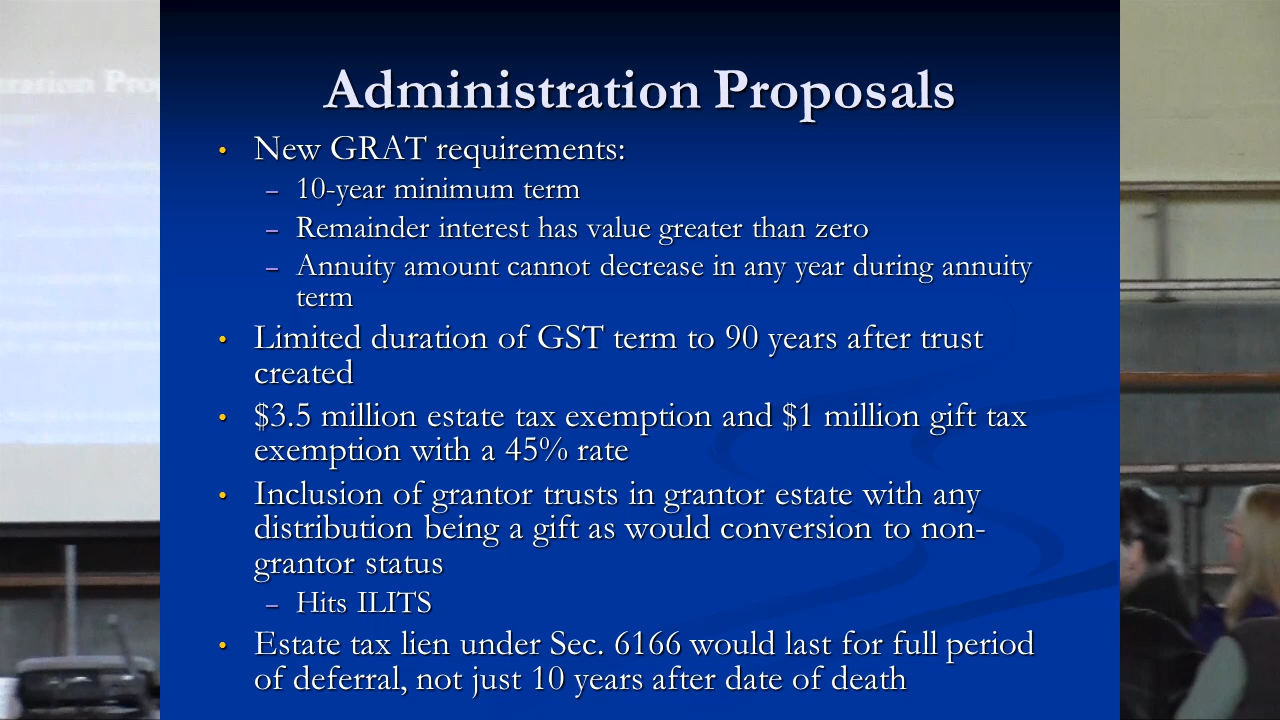 Administration Proposals
• New GRAT requirements:
– 10-year minimum term
– Remainder interest has value greater than zero
– Annuity amount cannot decrease in any year during annuity
term
• Limited duration of GST term to 90 years after trust
created
• $3.5 million estate tax exemption and $1 million gift tax
exemption with a 45% rate
• Inclusion of grantor trusts in grantor estate with any
distribution being a gift as would conversion to non-
grantor status
– Hits ILITS
• Estate tax lien under Sec. 6166 would last for full period
of deferral, not just 10 years after date of death